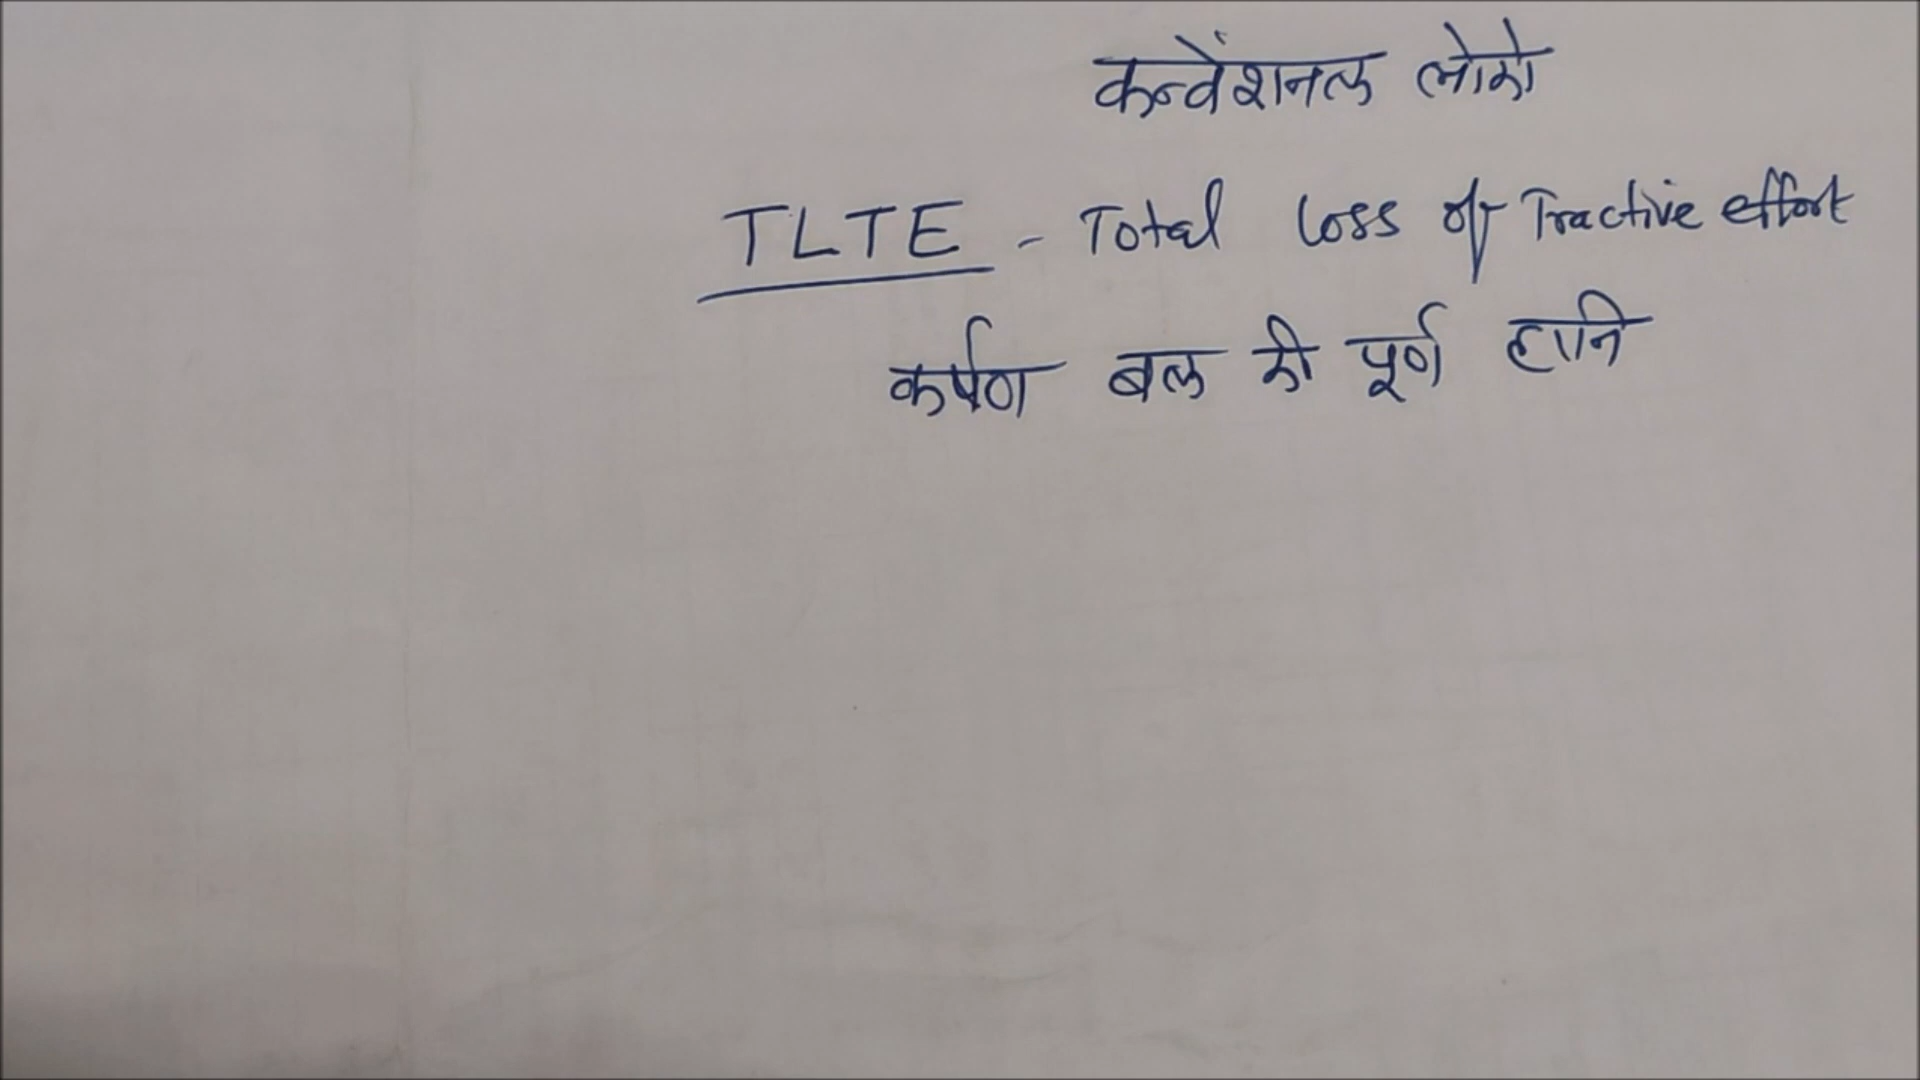 कन्वेंशनल लोको
TLTE - Total Loss of Tractive effort
कर्षण बल की पूर्ण हानि